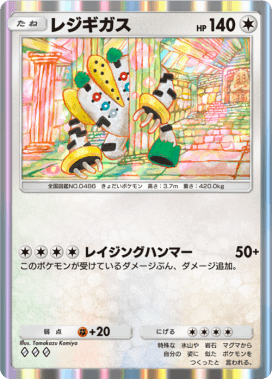 たね レジギガス HP 140
全国図鑑NO.0486 きょだいポケモン 高さ：3.7m 重さ：420.0kg
レイジングハンマー 50+
このポケモンが受けているダメージぶん、ダメージ追加。
弱点 +20 にげる
Illus. Tomokazu Komiya
特殊な 氷山や 岩石 マグマから
自分の 姿に 似た ポケモンを
つくったと 言われる。